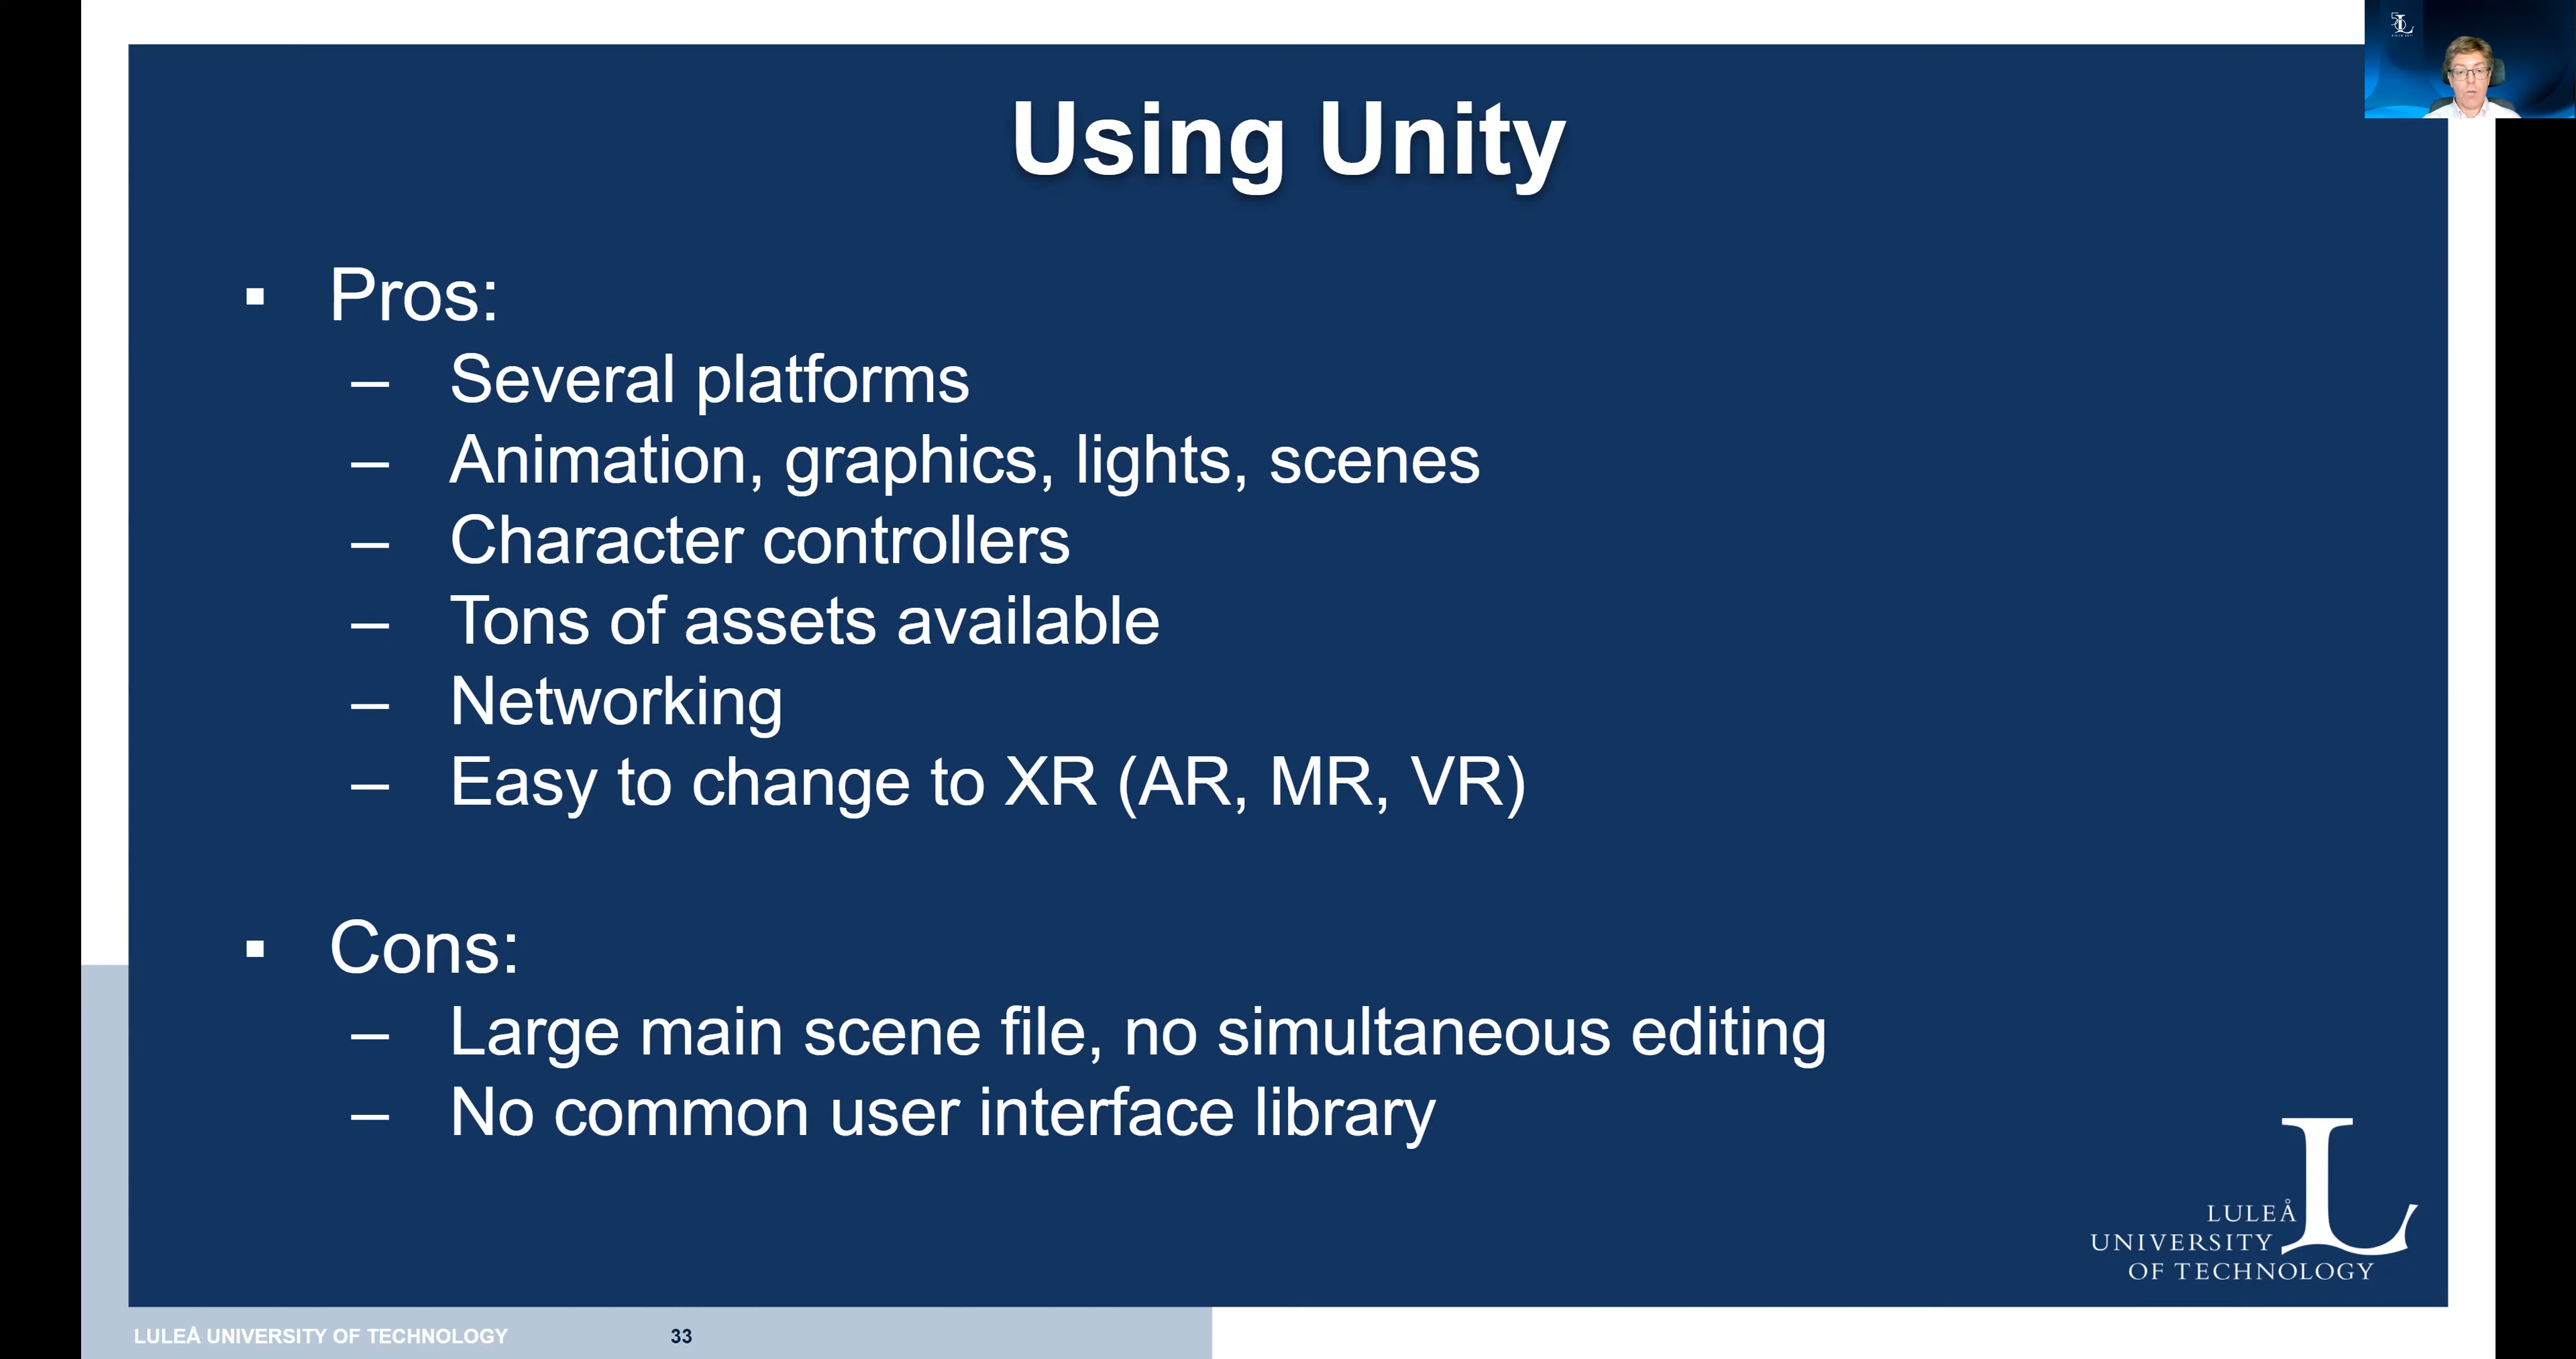 Using Unity
▪ Pros:
– Several platforms
– Animation, graphics, lights, scenes
– Character controllers
– Tons of assets available
– Networking
– Easy to change to XR (AR, MR, VR)
▪ Cons:
– Large main scene file, no simultaneous editing
– No common user interface library
LULEÅ
UNIVERSITY
OF TECHNOLOGY
L
LULEÅ UNIVERSITY OF TECHNOLOGY 33